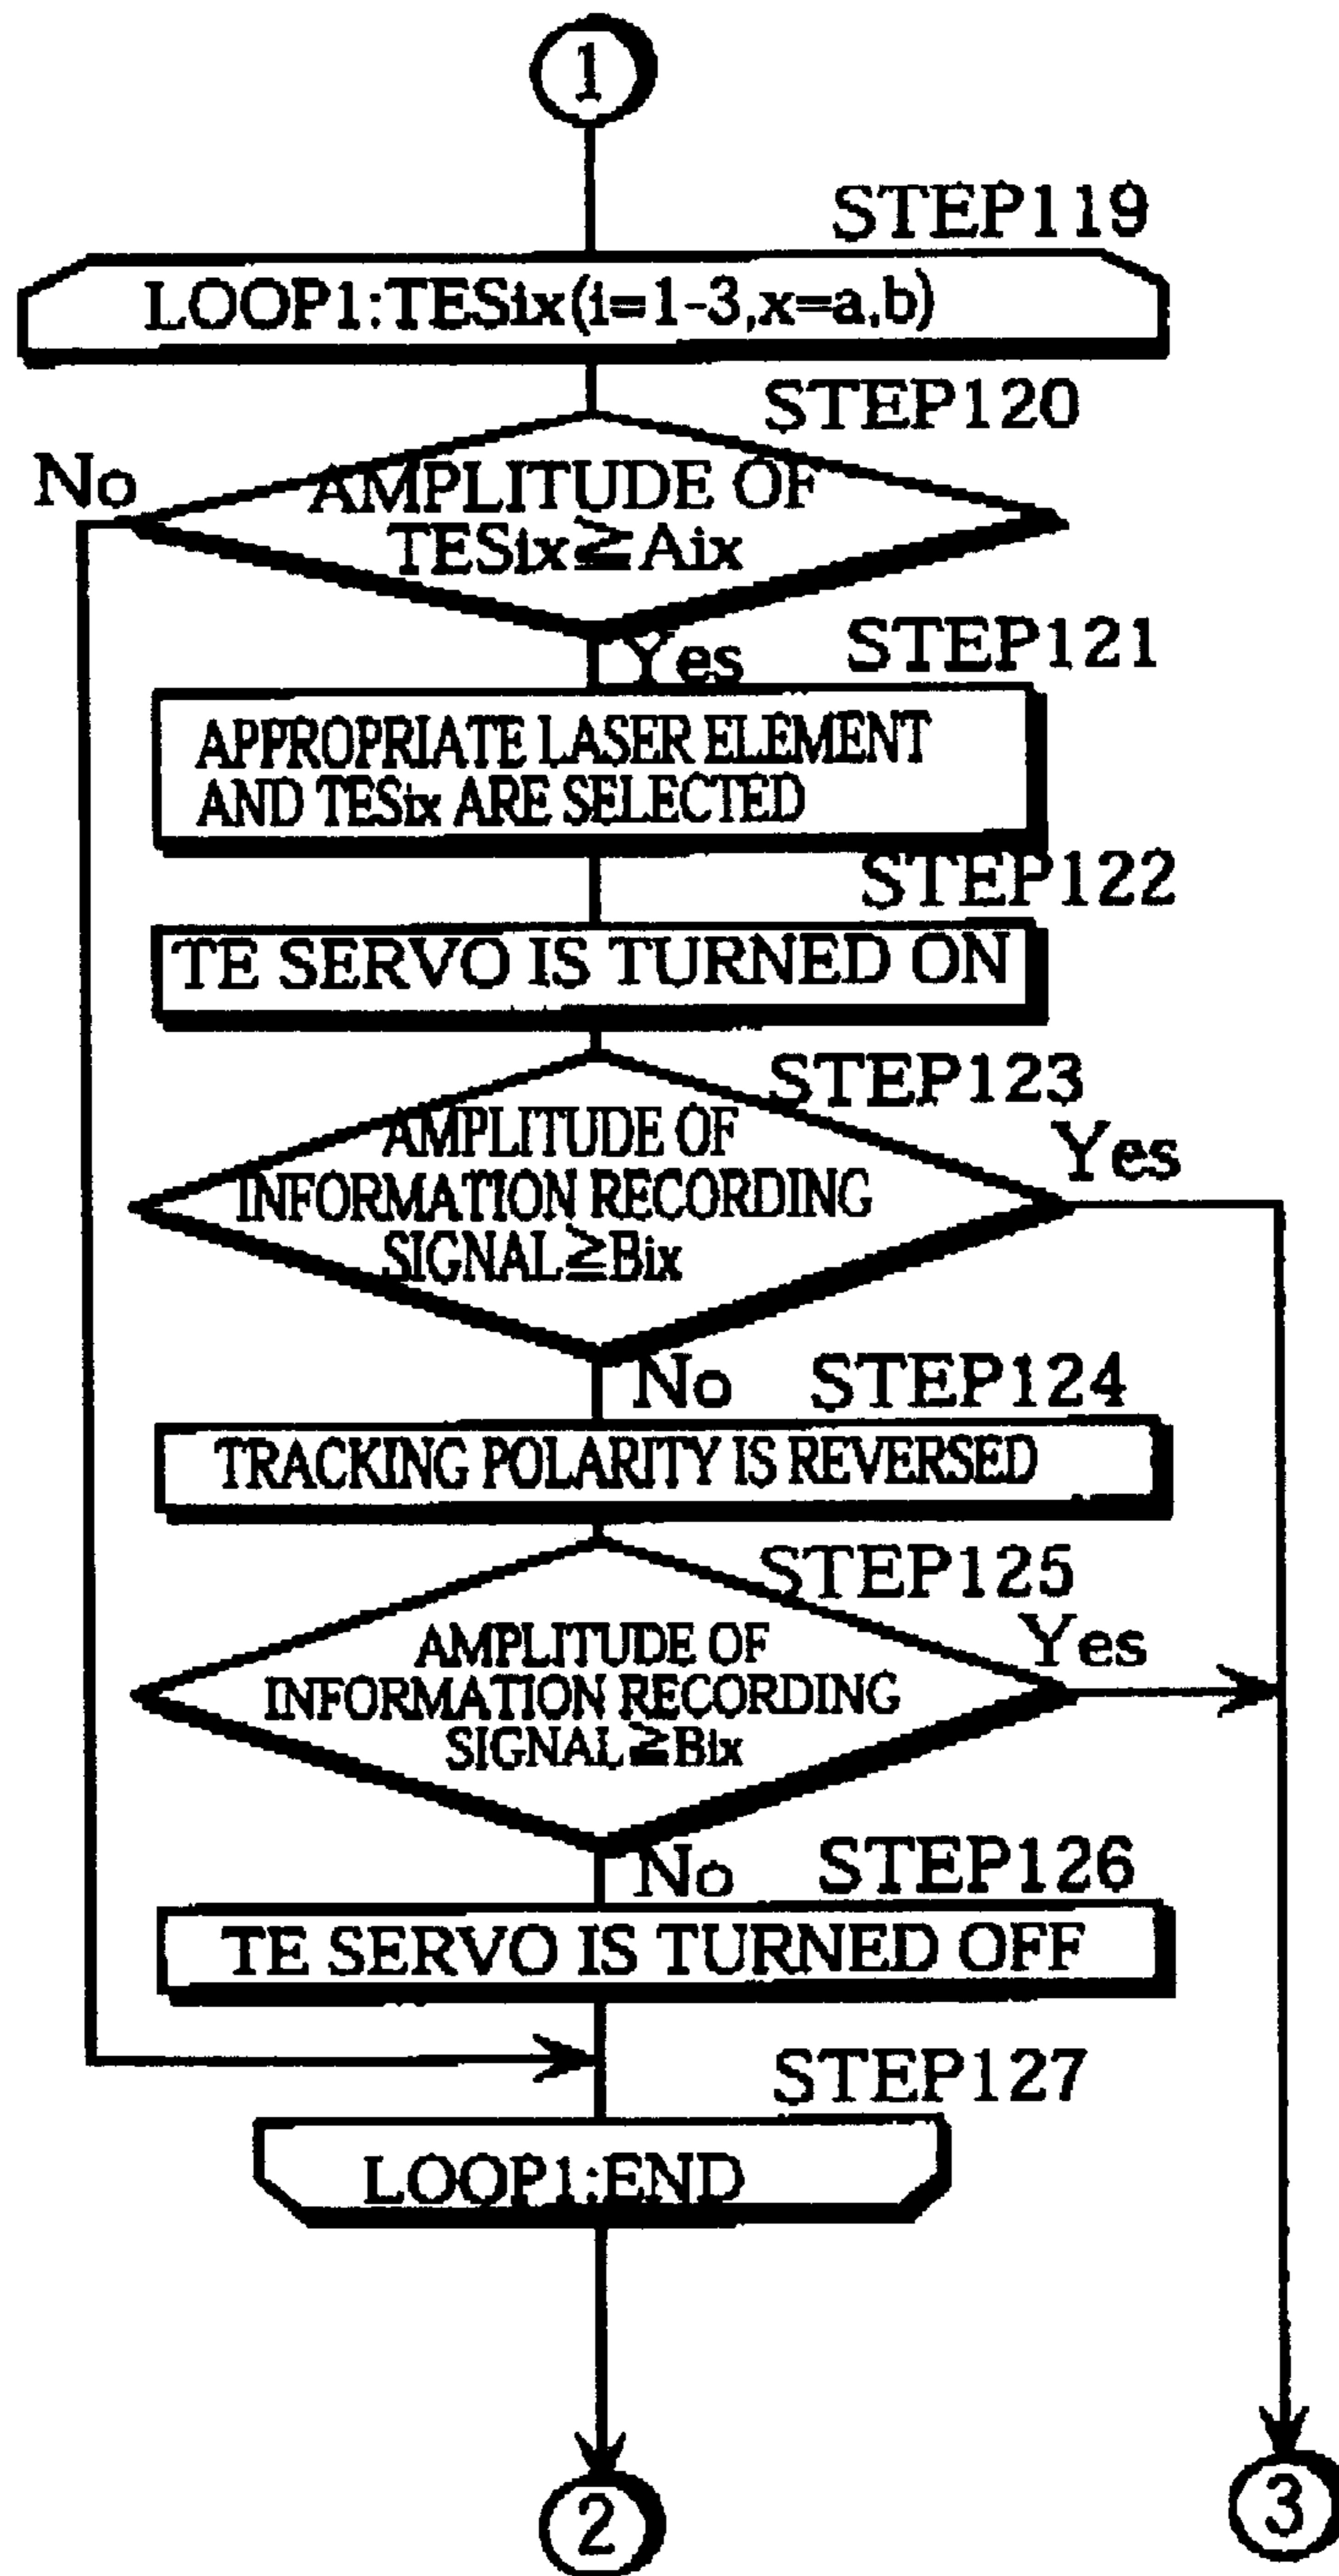 1
STEP119
LOOP1:TESix(i=1-3,x=a,b)
STEP120
No
AMPLITUDE OF
TESix≧Aix
Yes
STEP121
APPROPRIATE LASER ELEMENT
AND TESix ARE SELECTED
STEP122
TE SERVO IS TURNED ON
STEP123
Yes
AMPLITUDE OF
INFORMATION RECORDING
SIGNAL≧Bix
No
STEP124
TRACKING POLARITY IS REVERSED
STEP125
Yes
AMPLITUDE OF
INFORMATION RECORDING
SIGNAL≧Bix
No
STEP126
TE SERVO IS TURNED OFF
STEP127
LOOP1:END
2
3